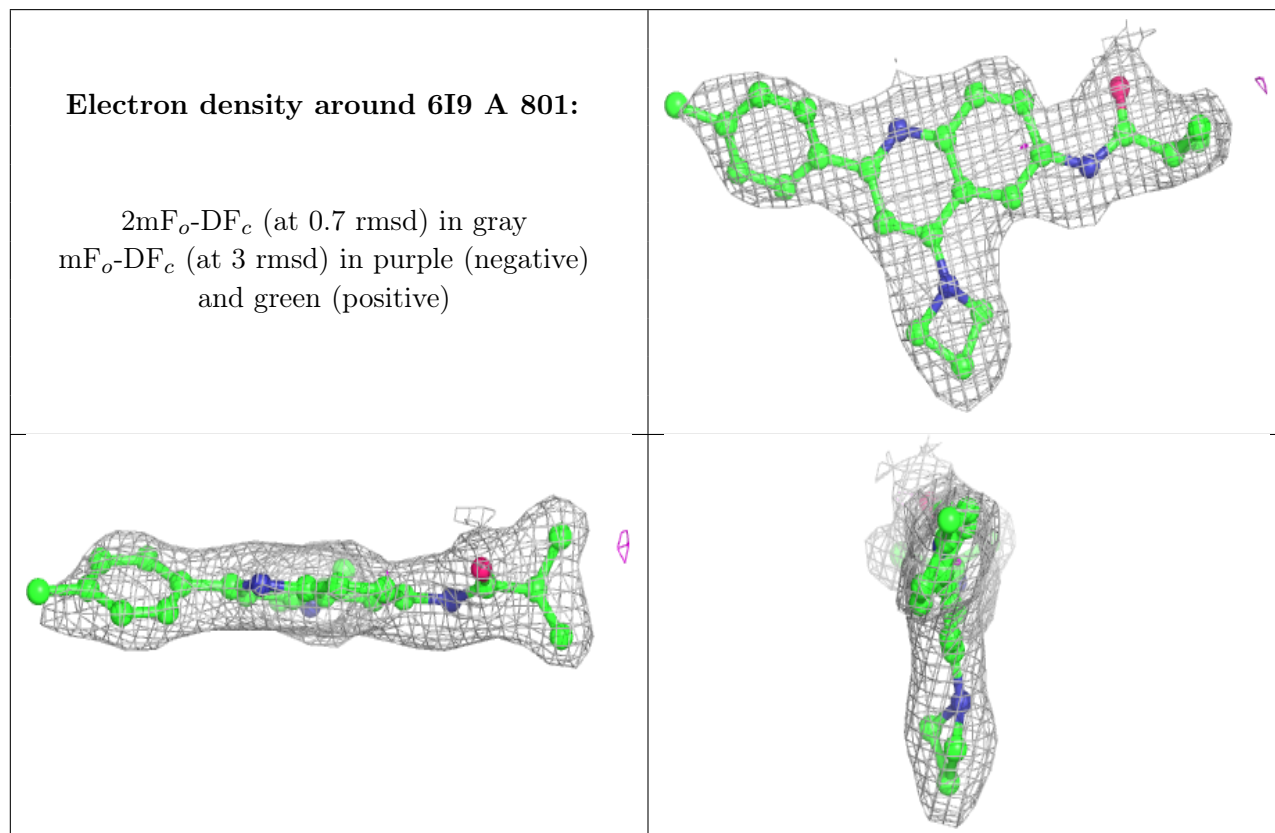 Electron density around 6I9 A 801:
2mFo-DFc (at 0.7 rmsd) in gray
mFo-DFc (at 3 rmsd) in purple (negative)
and green (positive)